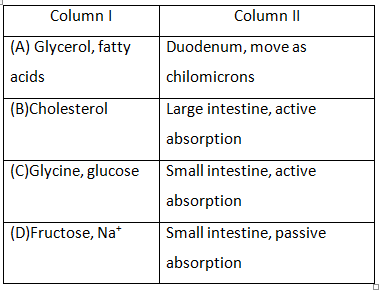 Column I Column II
(A) Glycerol, fatty acids Duodenum, move as chilomicrons
(B)Cholesterol Large intestine, active absorption
(C)Glycine, glucose Small intestine, active absorption
(D)Fructose, Na⁺ Small intestine, passive absorption